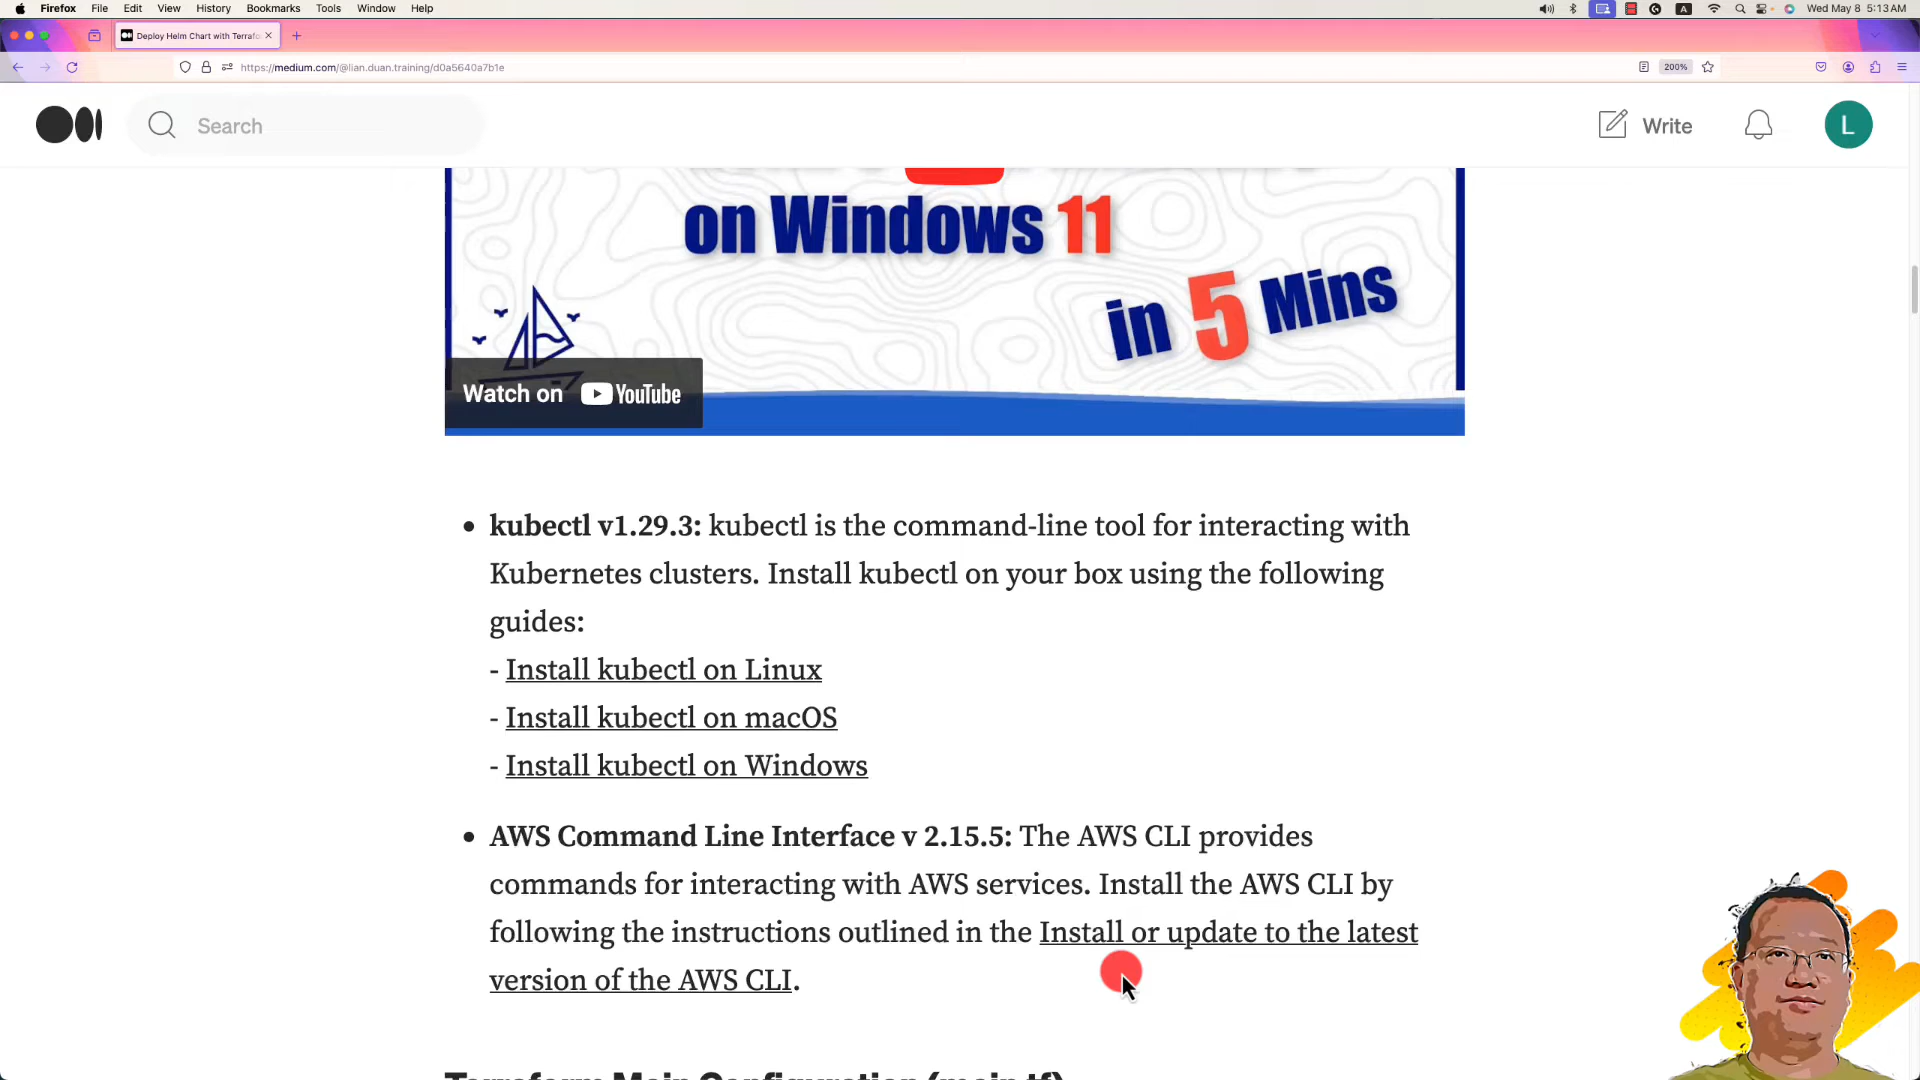 Firefox File Edit View History Bookmarks Tools Window Help
A
Wed May 8 5:13 AM
Deploy Helm Chart with Terrafo
https://medium.com/@lian.duan.training/d0a5640a7b1e
200%
Search
Write
L
on Windows 11
in 5 Mins
Watch on YouTube
• kubectl v1.29.3: kubectl is the command-line tool for interacting with
Kubernetes clusters. Install kubectl on your box using the following
guides:
- Install kubectl on Linux
- Install kubectl on macOS
- Install kubectl on Windows
• AWS Command Line Interface v 2.15.5: The AWS CLI provides
commands for interacting with AWS services. Install the AWS CLI by
following the instructions outlined in the Install or update to the latest
version of the AWS CLI.
Terraform Main Configuration (main.tf)